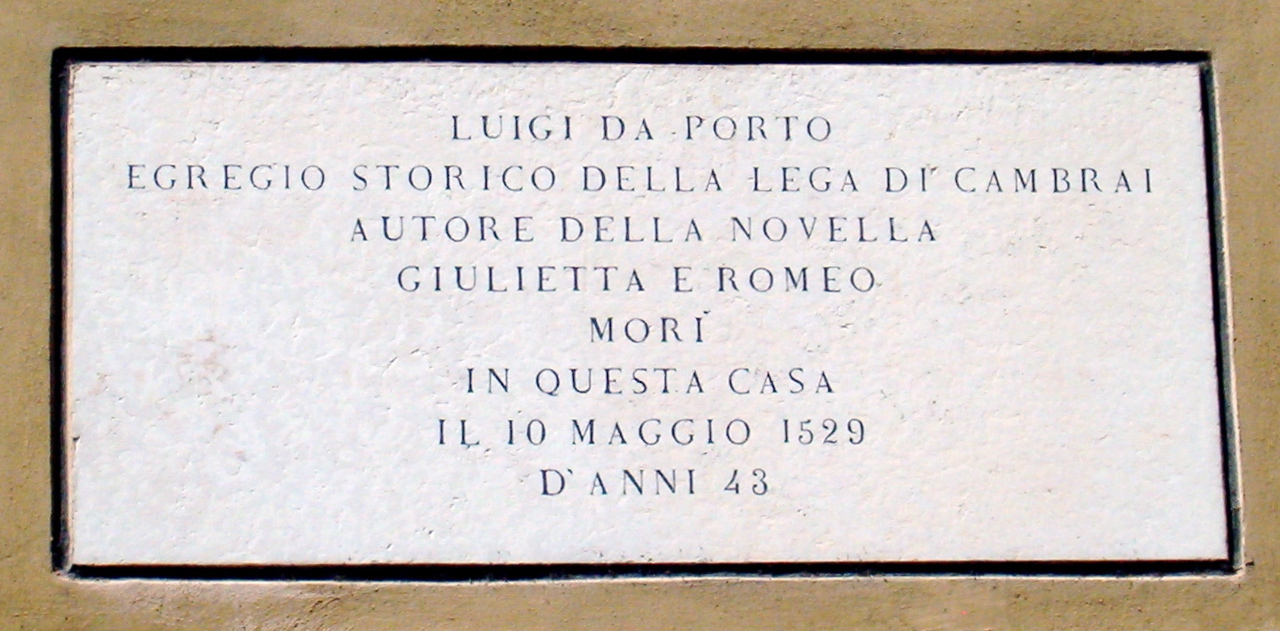 LUIGI DA PORTO
EGREGIO STORICO DELLA LEGA DI CAMBRAI
AUTORE DELLA NOVELLA
GIULIETTA E ROMEO
MORÌ
IN QUESTA CASA
IL 10 MAGGIO 1529
D'ANNI 43